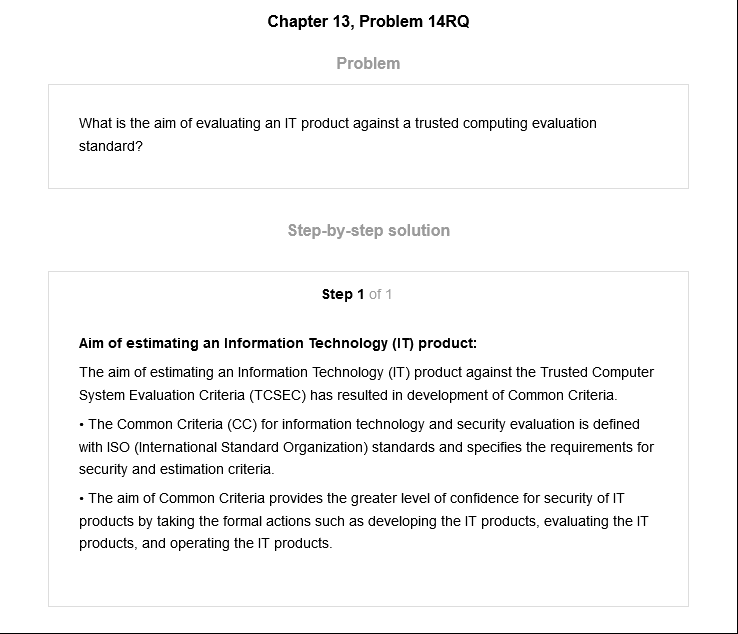 Chapter 13, Problem 14RQ
Problem
What is the aim of evaluating an IT product against a trusted computing evaluation
standard?
Step-by-step solution
Step 1 of 1
Aim of estimating an Information Technology (IT) product:
The aim of estimating an Information Technology (IT) product against the Trusted Computer
System Evaluation Criteria (TCSEC) has resulted in development of Common Criteria.
• The Common Criteria (CC) for information technology and security evaluation is defined
with ISO (International Standard Organization) standards and specifies the requirements for
security and estimation criteria.
• The aim of Common Criteria provides the greater level of confidence for security of IT
products by taking the formal actions such as developing the IT products, evaluating the IT
products, and operating the IT products.